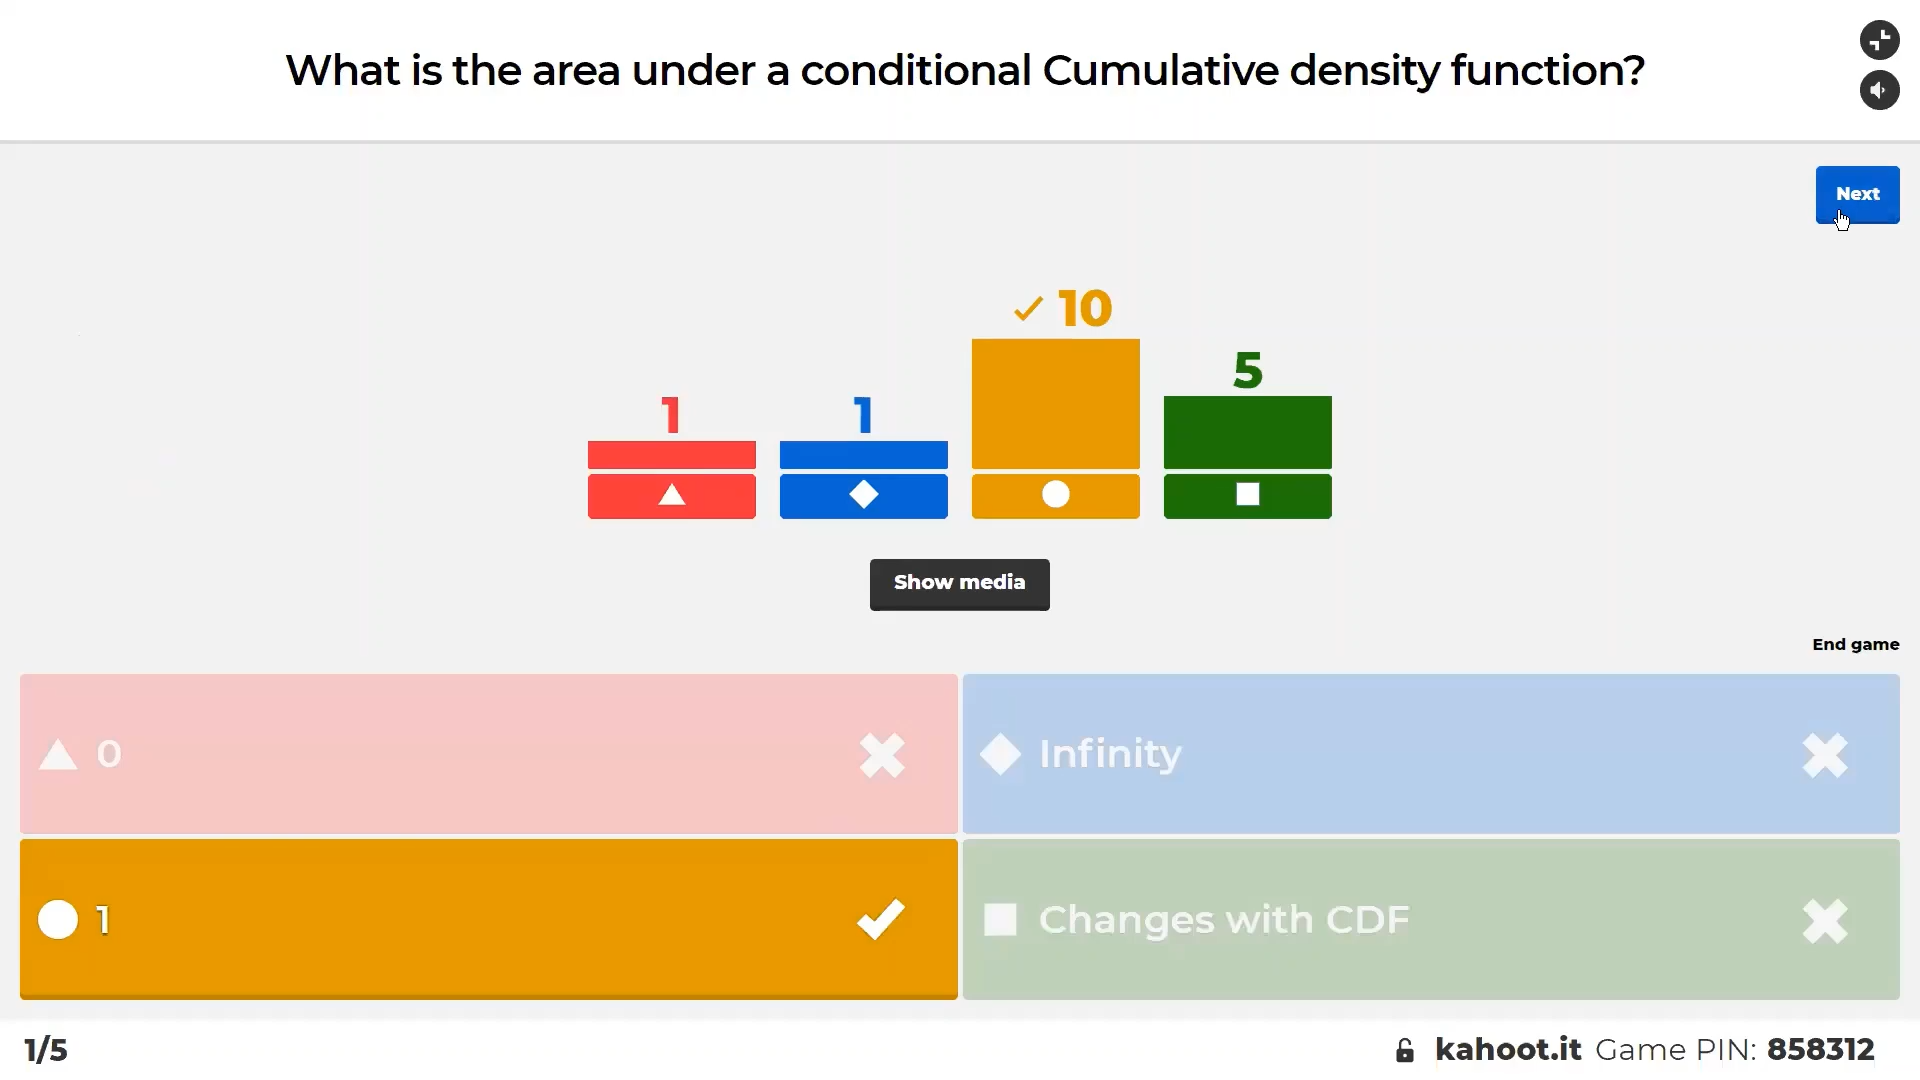 What is the area under a conditional Cumulative density function?
Next
1
1
10
5
Show media
End game
0
Infinity
1
Changes with CDF
1/5
kahoot.it Game PIN: 858312